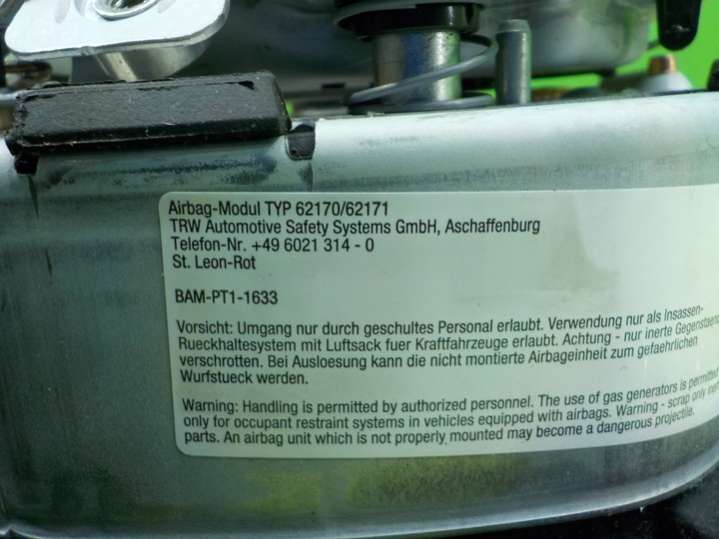 Airbag-Modul TYP 62170/62171
TRW Automotive Safety Systems GmbH, Aschaffenburg
Telefon-Nr. +49 6021 314 - 0
St. Leon-Rot
BAM-PT1-1633
Vorsicht: Umgang nur durch geschultes Personal erlaubt. Verwendung nur als Insassen-
Rueckhaltesystem mit Luftsack fuer Kraftfahrzeuge erlaubt. Achtung - nur inerte
verschrotten. Bei Ausloesung kann die nicht montierte Airbageinheit zum gefaehrlichen
Wurfstueck werden.
Warning: Handling is permitted by authorized personnel. The use of gas generators is permitted
only for occupant restraint systems in vehicles equipped with airbags. Warning - scrap only
parts. An airbag unit which is not properly mounted may become a dangerous projectile.